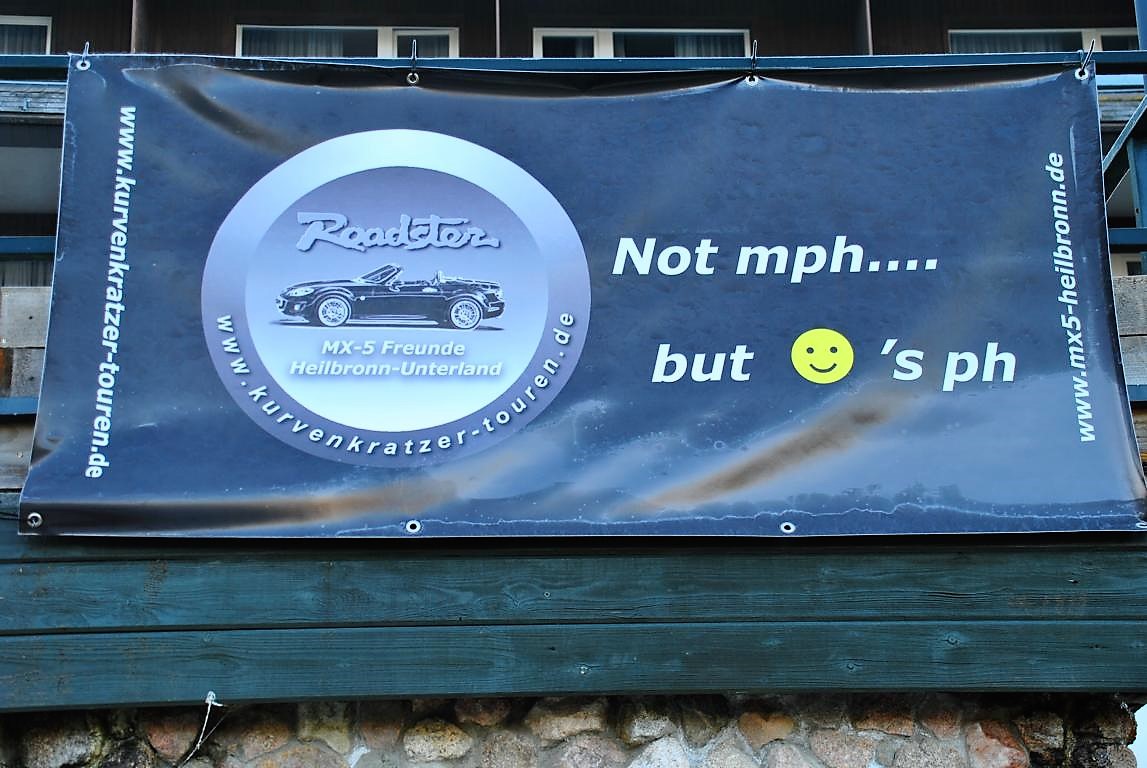 www.kurvenkratzer-touren.de
Roadster
MX-5 Freunde
Heilbronn-Unterland
www.kurvenkratzer-touren.de
Not mph....
but 🙂 's ph
www.mx5-heilbronn.de